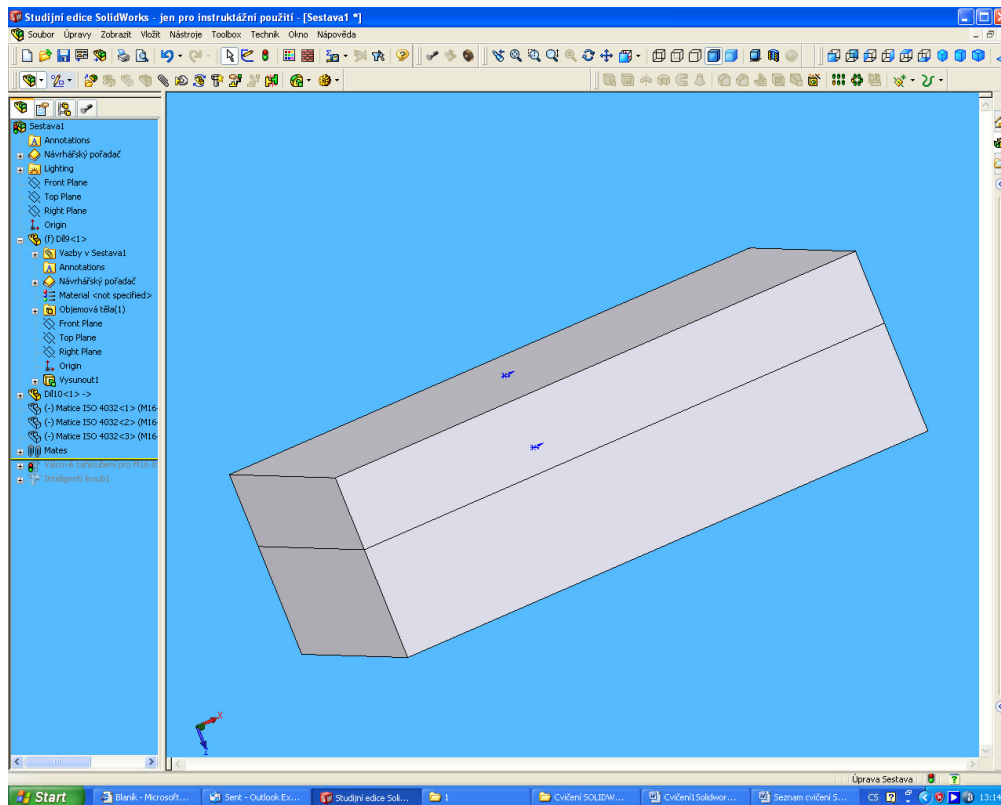 Studijní edice SolidWorks - jen pro instruktážní použití - [Sestava1 *]
Soubor Úpravy Zobrazit Vložit Nástroje Toolbox Technik Okno Nápověda
Sestava1
Annotations
Návrhářský pořadač
Lighting
Front Plane
Top Plane
Right Plane
Origin
(f) Díl9<1>
Vazby v Sestava1
Annotations
Návrhářský pořadač
Material <not specified>
Objemová těla(1)
Front Plane
Top Plane
Right Plane
Origin
Vysunout1
Díl10<1> ->
(-) Matice ISO 4032<1> (M16-
(-) Matice ISO 4032<2> (M16-
(-) Matice ISO 4032<3> (M16-
Mates
Válcové zahloubení pro M16 š
Inteligentí šroub1
X
Z
Úprava Sestava
Start Blaník - Microsoft... Sent - Outlook Ex... Studijní edice Soli... 1 Cvičení SOLIDW... Cvičení1Solidwor... Seznam cvičení S... CS 13:14